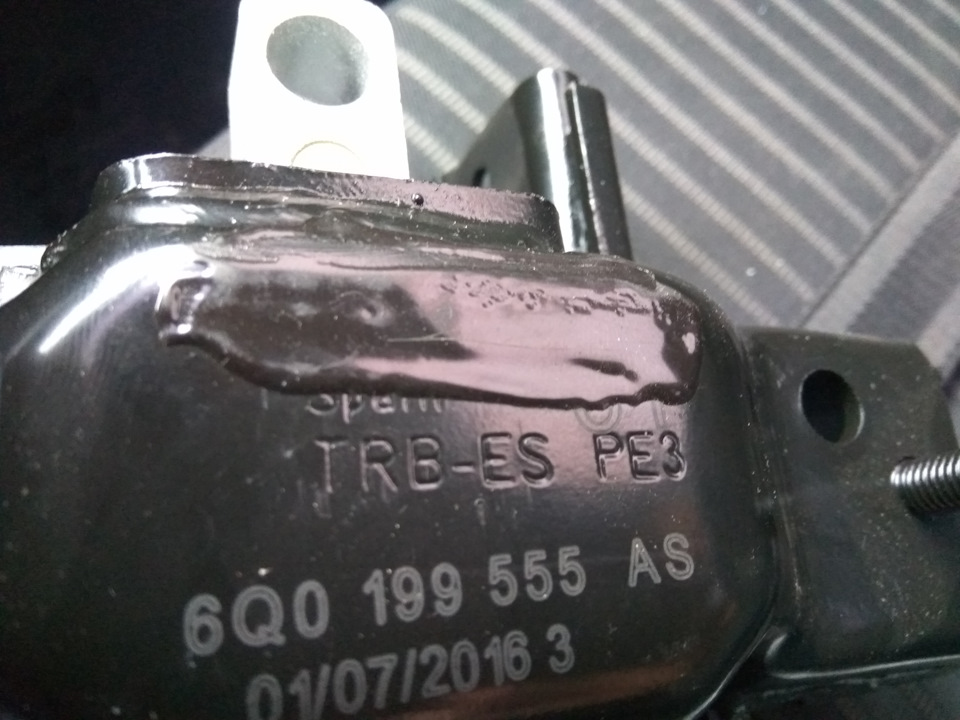 TRB-ES PE3
6Q0 199 555 AS
01/07/2016 3